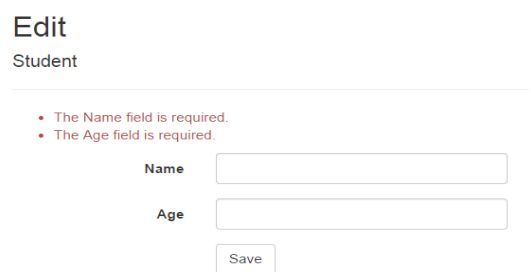 Edit
Student
The Name field is required.
The Age field is required.
Name
Age
Save